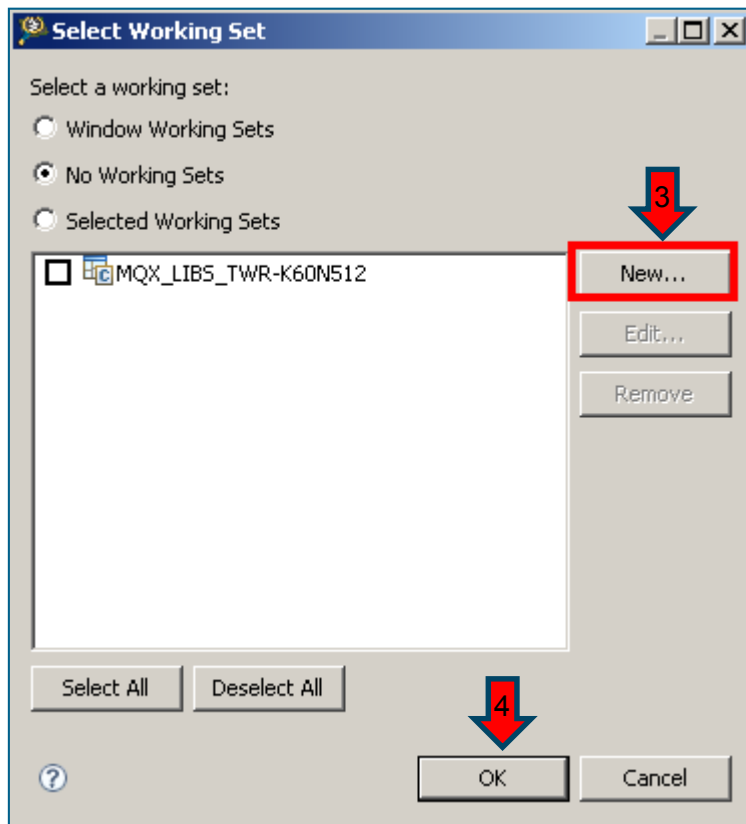 Select Working Set
Select a working set:
Window Working Sets
No Working Sets
Selected Working Sets
3
MQX_LIBS_TWR-K60N512
New...
Edit...
Remove
Select All
Deselect All
4
OK
Cancel